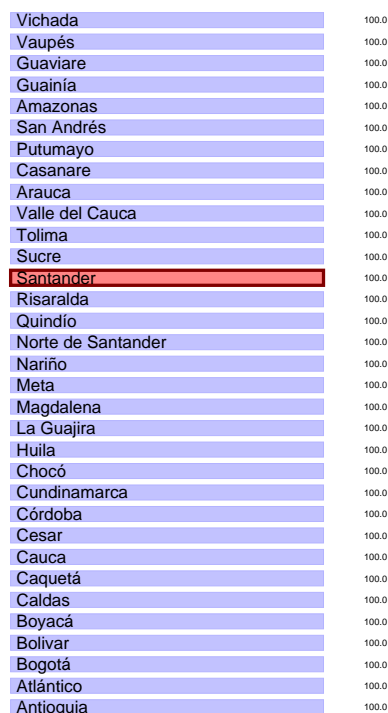 Vichada 100.0
Vaupés 100.0
Guaviare 100.0
Guainía 100.0
Amazonas 100.0
San Andrés 100.0
Putumayo 100.0
Casanare 100.0
Arauca 100.0
Valle del Cauca 100.0
Tolima 100.0
Sucre 100.0
Santander 100.0
Risaralda 100.0
Quindío 100.0
Norte de Santander 100.0
Nariño 100.0
Meta 100.0
Magdalena 100.0
La Guajira 100.0
Huila 100.0
Chocó 100.0
Cundinamarca 100.0
Córdoba 100.0
Cesar 100.0
Cauca 100.0
Caquetá 100.0
Caldas 100.0
Boyacá 100.0
Bolivar 100.0
Bogotá 100.0
Atlántico 100.0
Antioquia 100.0